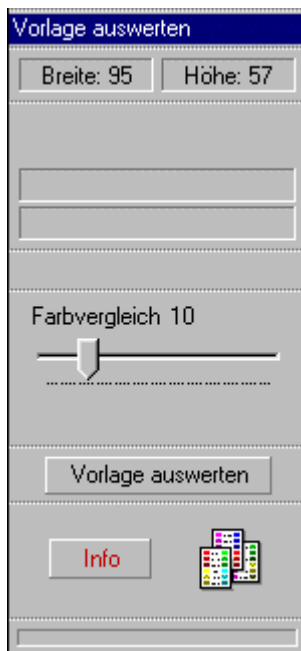 Vorlage auswerten
Breite: 95 Höhe: 57
Farbvergleich 10
Vorlage auswerten
Info